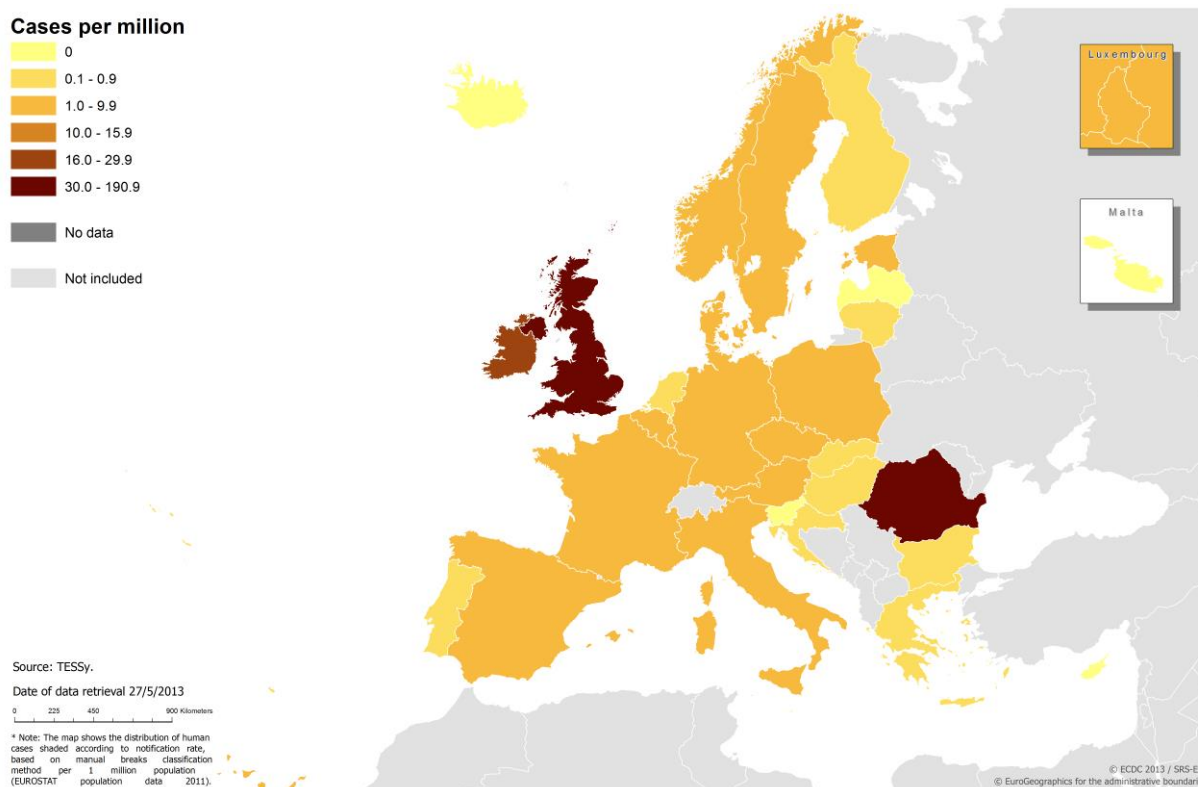 Cases per million
0
0.1 - 0.9
1.0 - 9.9
10.0 - 15.9
16.0 - 29.9
30.0 - 190.9
No data
Not included
Luxembourg
Malta
Source: TESSy.
Date of data retrieval 27/5/2013
0 225 450 900 Kilometers
* Note: The map shows the distribution of human
cases shaded according to notification rate,
based on manual breaks classification
method per 1 million population
(EUROSTAT population data 2011).
© ECDC 2013 / SRS-E
© EuroGeographics for the administrative boundari